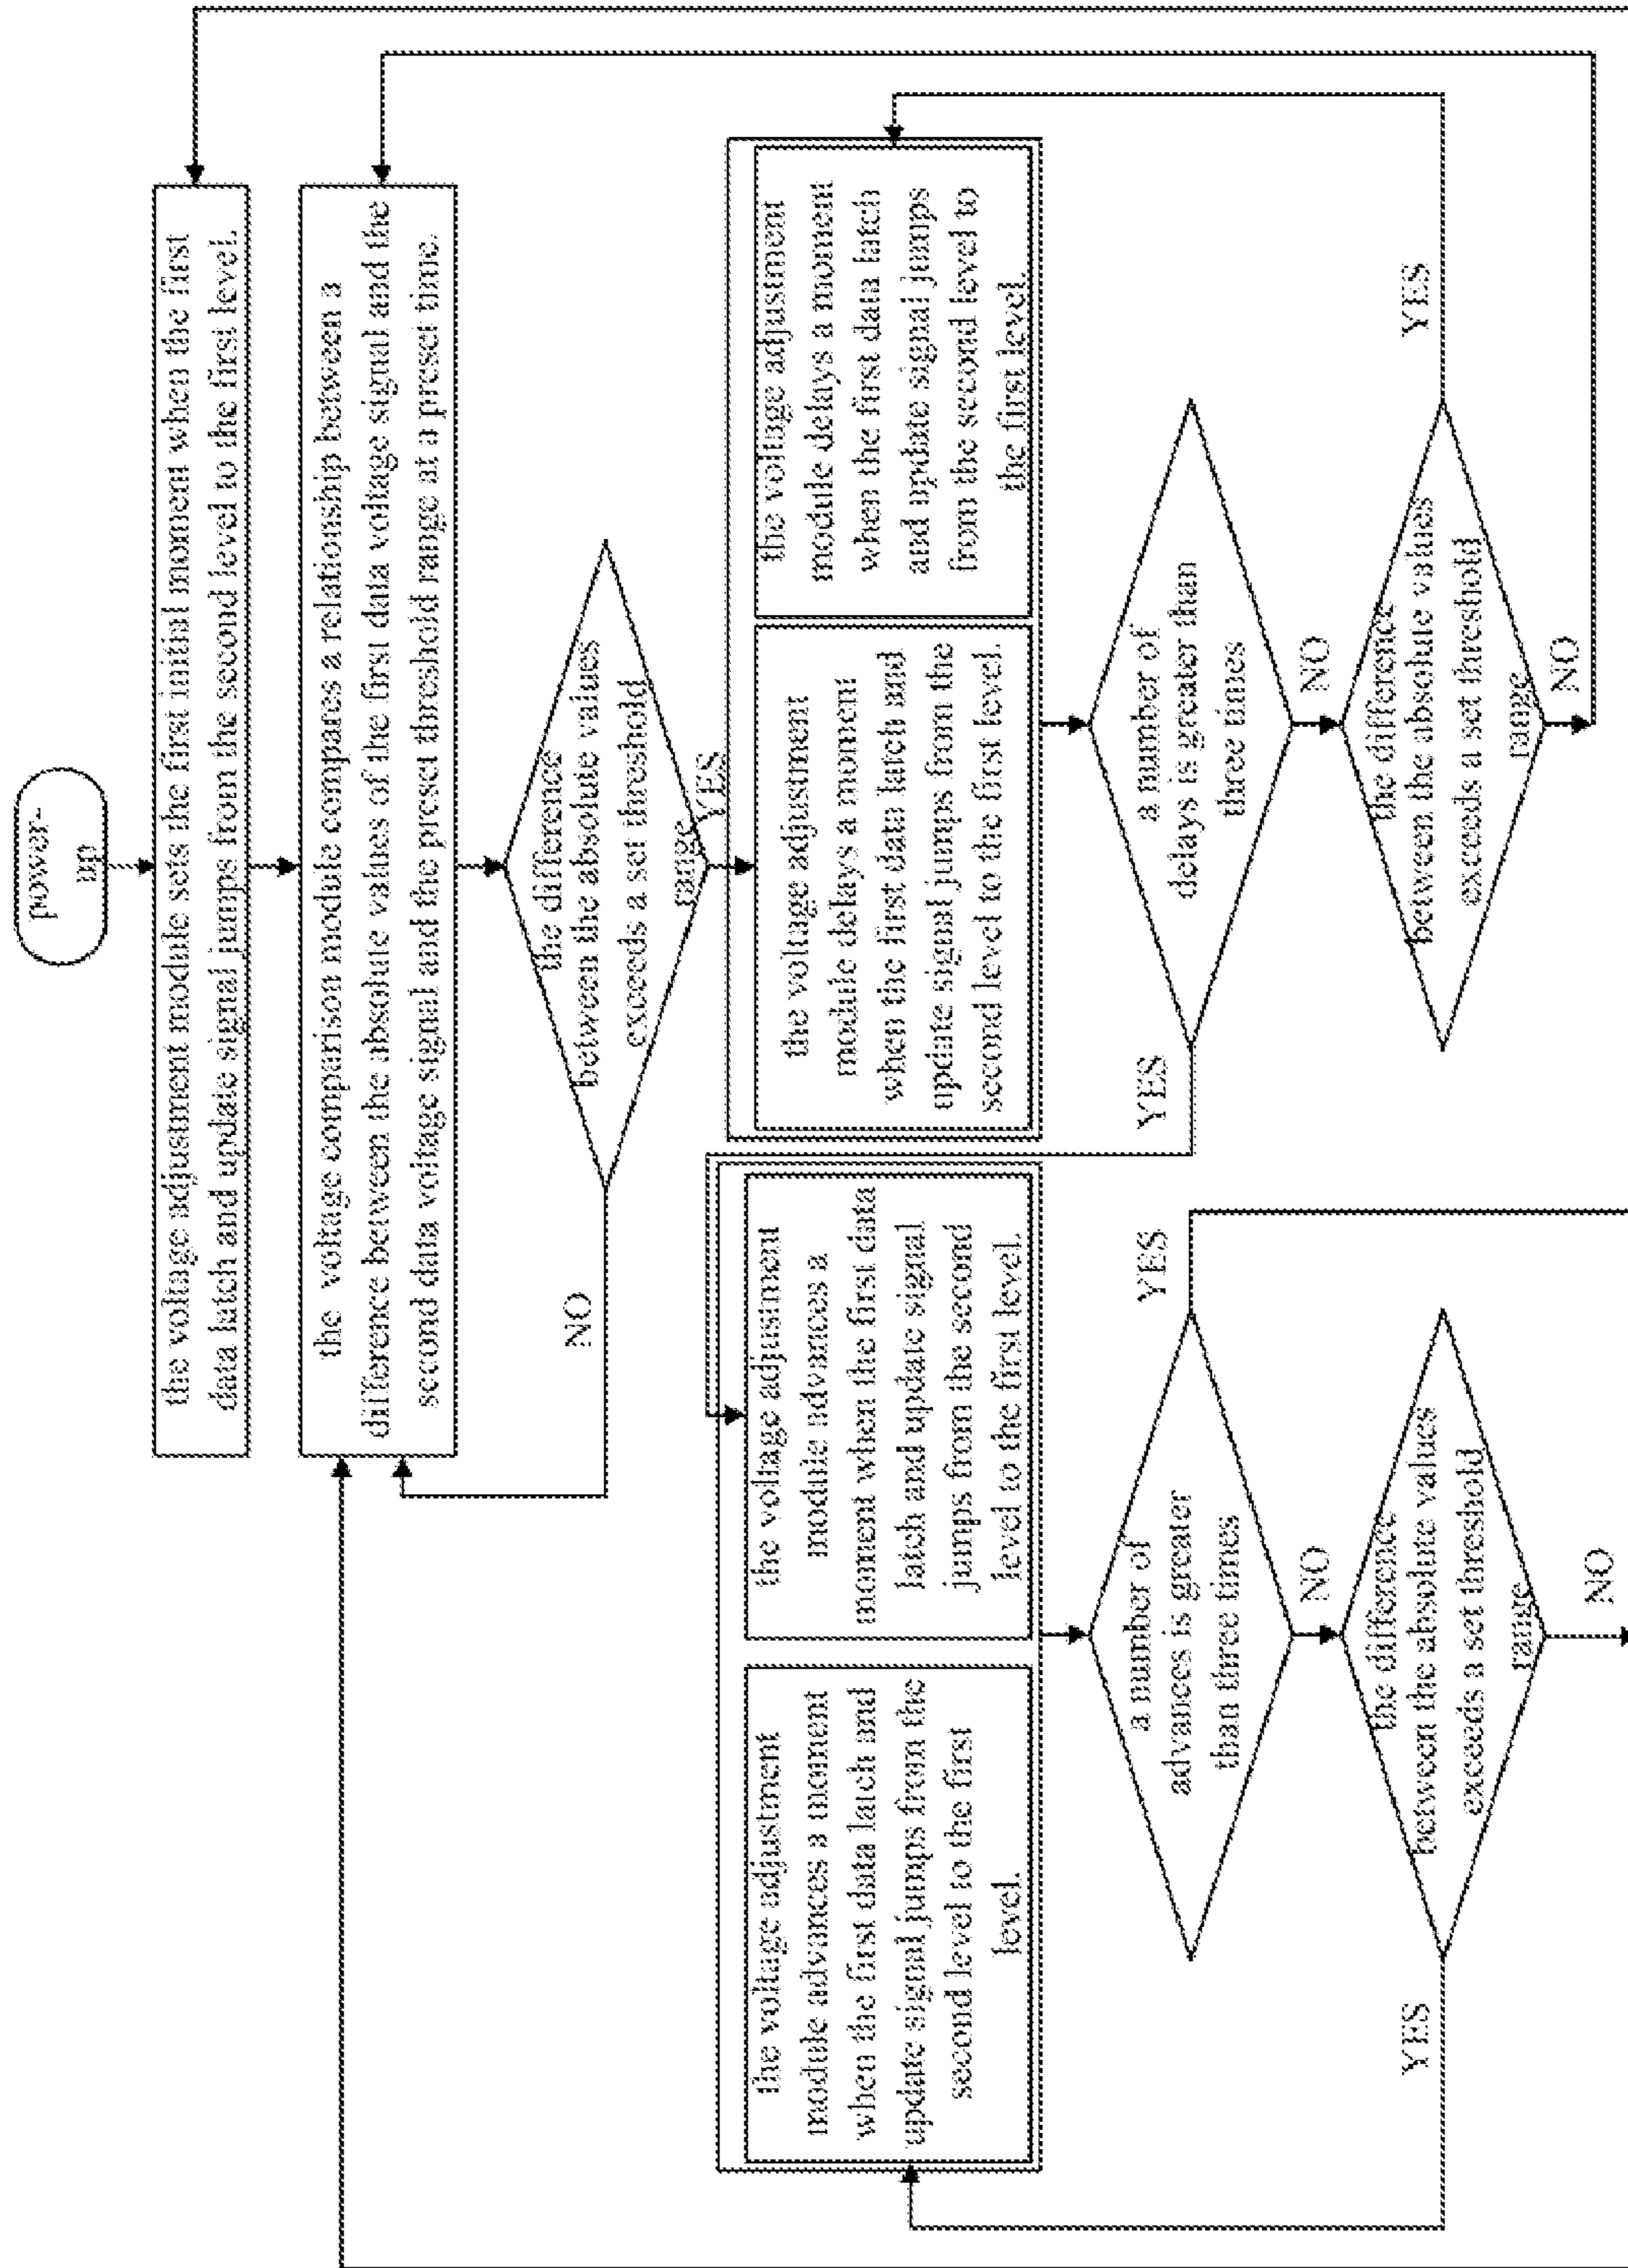 power-
up
the voltage adjustment module sets the first initial moment when the first
data latch and update signal jumps from the second level to the first level.
the voltage comparison module compares a relationship between a
difference between the absolute values of the first data voltage signal and the
second data voltage signal and the preset threshold range at a preset time.
the difference
between the absolute values
exceeds a set threshold
range
NO
YES
the voltage adjustment
module advances a moment
when the first data latch and
update signal jumps from the
second level to the first
level.
the voltage adjustment
module advances a
moment when the first data
latch and update signal
jumps from the second
level to the first level.
the voltage adjustment
module delays a moment
when the first data latch and
update signal jumps from the
second level to the first level.
the voltage adjustment
module delays a moment
when the first data latch
and update signal jumps
from the second level to
the first level.
a number of
advances is greater
than three times
YES
NO
a number of
delays is greater than
three times
YES
NO
the difference
between the absolute values
exceeds a set threshold
range
YES
NO
the difference
between the absolute values
exceeds a set threshold
range
YES
NO